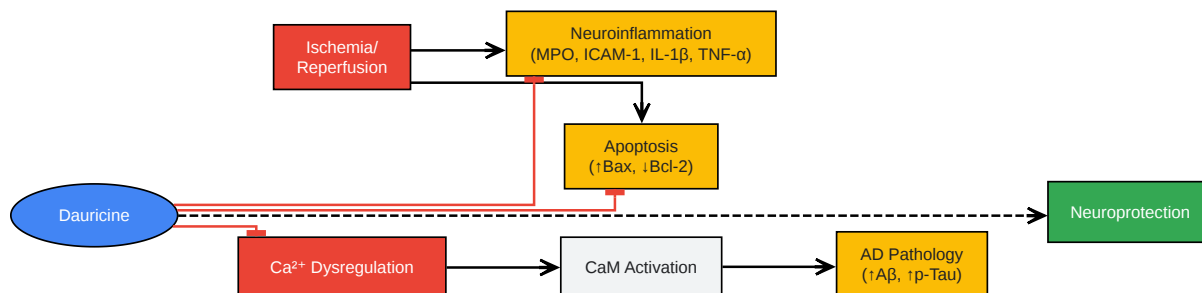 Ischemia/
Reperfusion
Neuroinflammation
(MPO, ICAM-1, IL-1β, TNF-α)
Apoptosis
(↑Bax, ↓Bcl-2)
Dauricine
Neuroprotection
Ca²⁺ Dysregulation
CaM Activation
AD Pathology
(↑Aβ, ↑p-Tau)